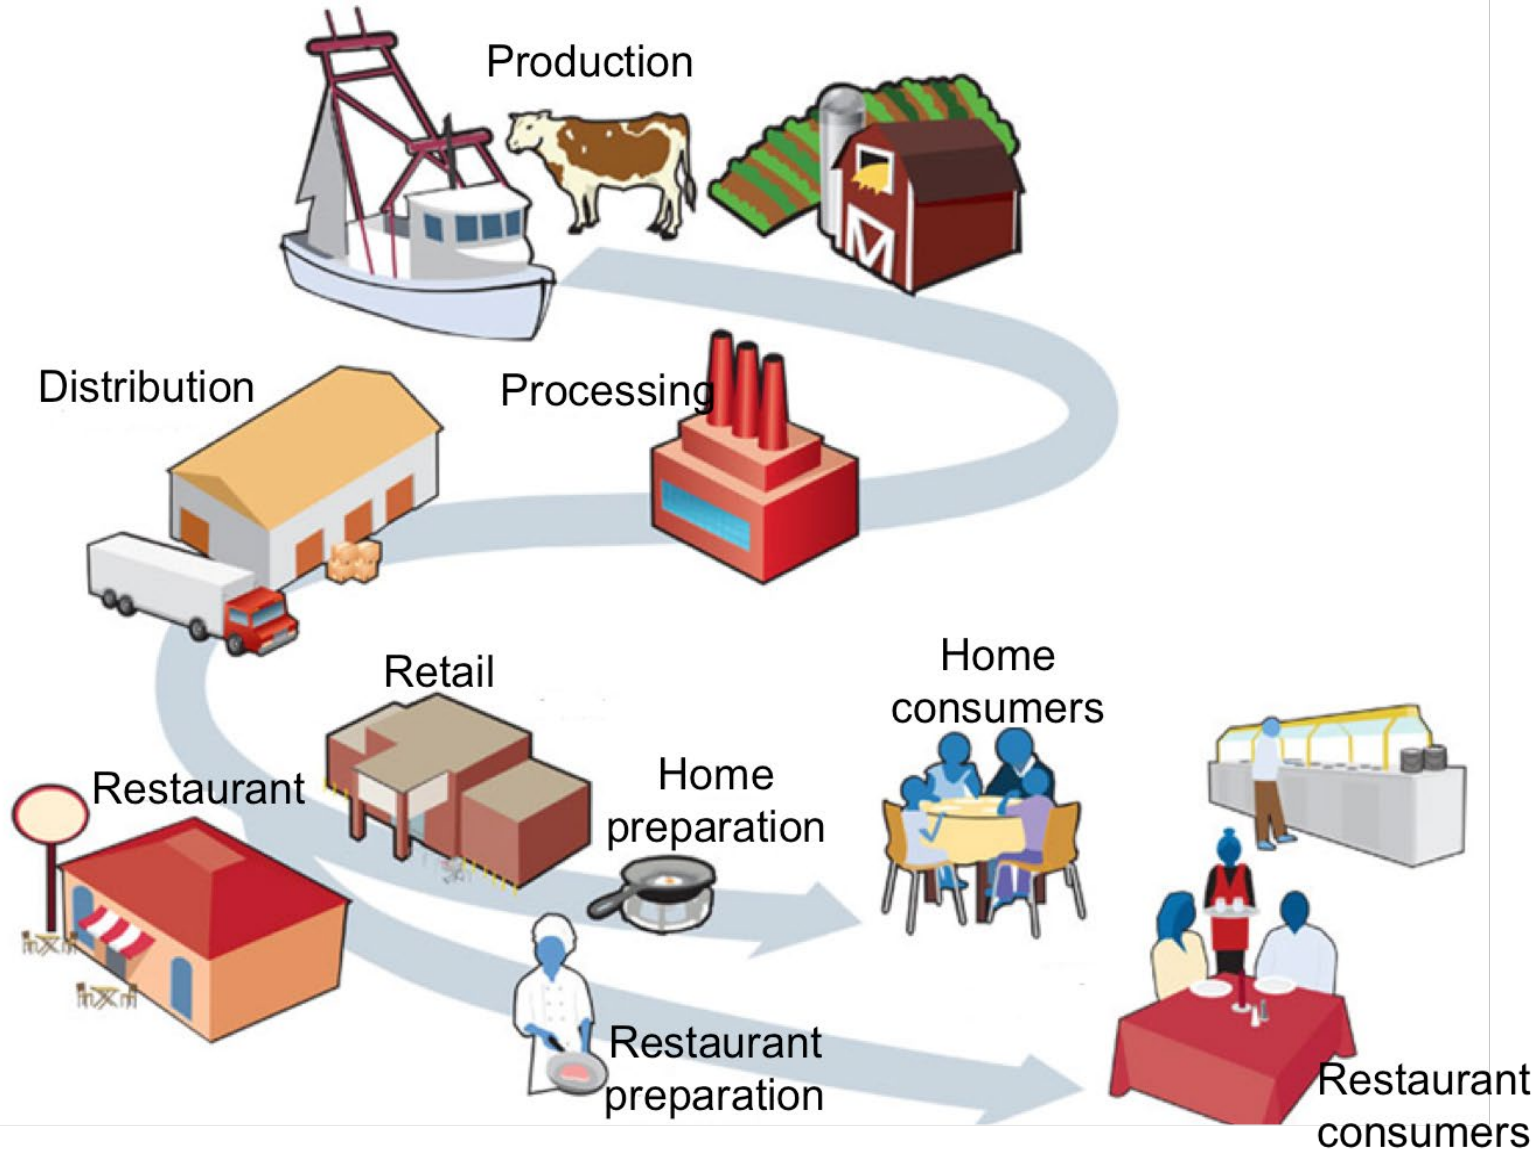 Production
Distribution
Processing
Retail
Home
consumers
Restaurant
Home
preparation
Restaurant
preparation
Restaurant
consumers